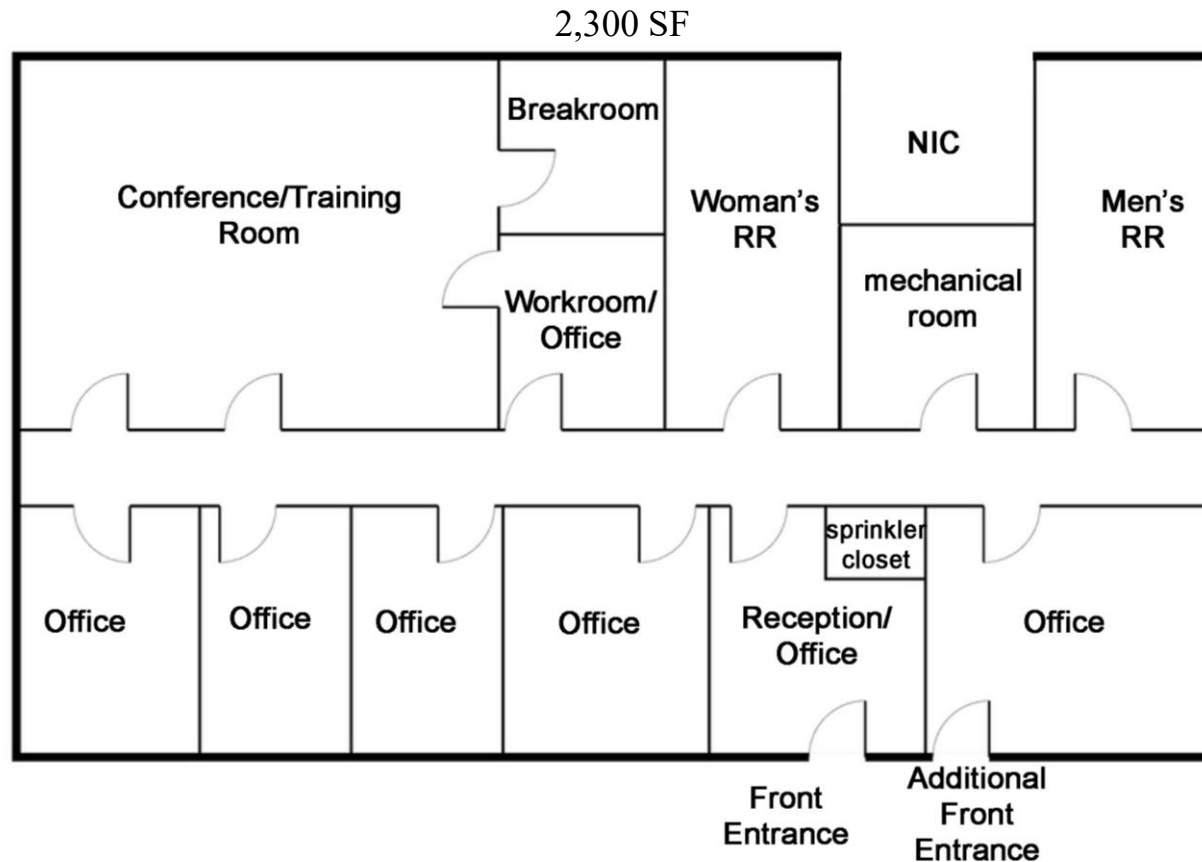 2,300 SF
Conference/Training
Room
Breakroom
Workroom/
Office
Woman's
RR
NIC
mechanical
room
Men's
RR
Office
Office
Office
Office
Reception/
Office
sprinkler
closet
Office
Front
Entrance
Additional
Front
Entrance